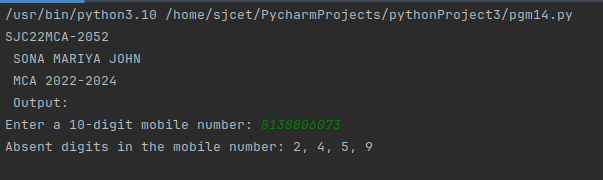 /usr/bin/python3.10 /home/sjcet/PycharmProjects/pythonProject3/pgm14.py
SJC22MCA-2052
SONA MARIYA JOHN
MCA 2022-2024
Output:
Enter a 10-digit mobile number: 8138806073
Absent digits in the mobile number: 2, 4, 5, 9